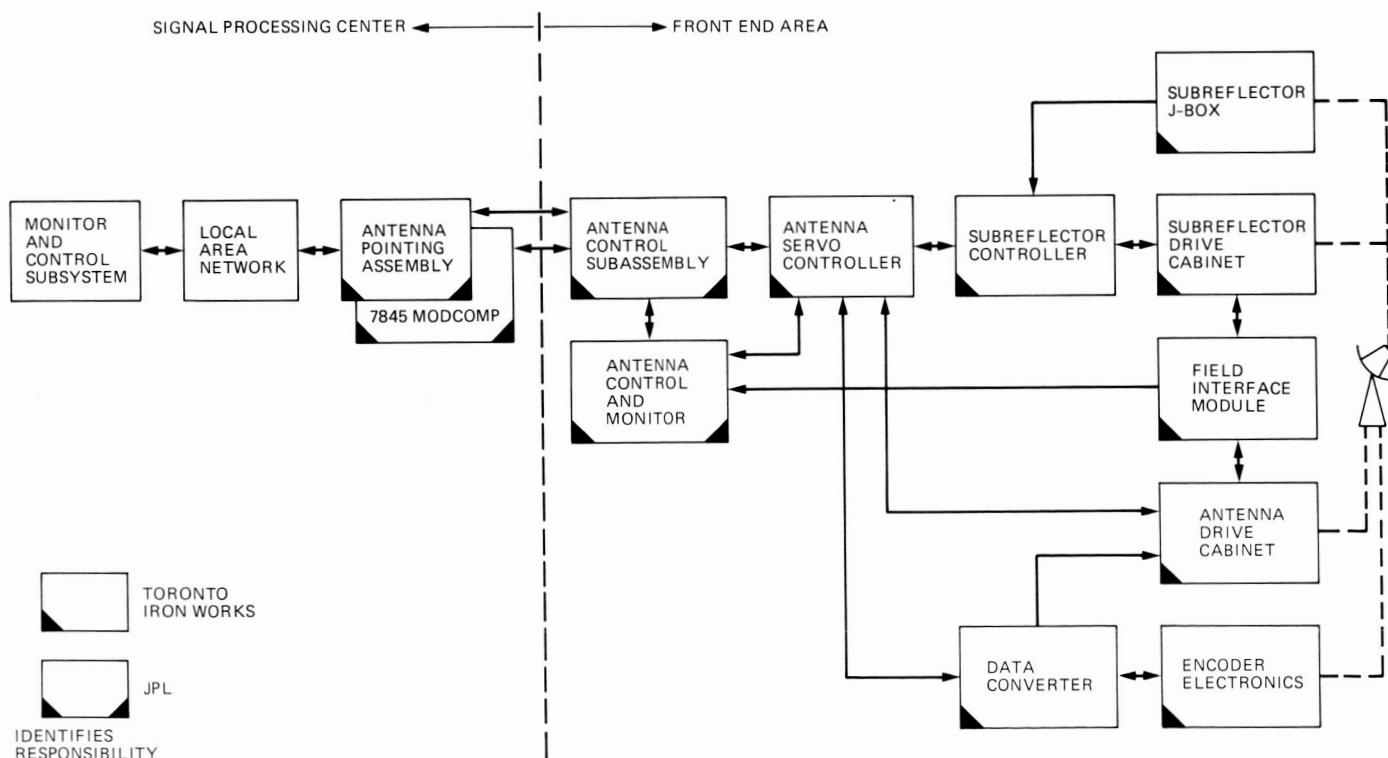 SIGNAL PROCESSING CENTER
FRONT END AREA
SUBREFLECTOR
J-BOX
MONITOR
AND
CONTROL
SUBSYSTEM
LOCAL
AREA
NETWORK
ANTENNA
POINTING
ASSEMBLY
7845 MODCOMP
ANTENNA
CONTROL
SUBASSEMBLY
ANTENNA
SERVO
CONTROLLER
SUBREFLECTOR
CONTROLLER
SUBREFLECTOR
DRIVE
CABINET
ANTENNA
CONTROL
AND
MONITOR
FIELD
INTERFACE
MODULE
ANTENNA
DRIVE
CABINET
DATA
CONVERTER
ENCODER
ELECTRONICS
TORONTO
IRON WORKS
JPL
IDENTIFIES
RESPONSIBILITY